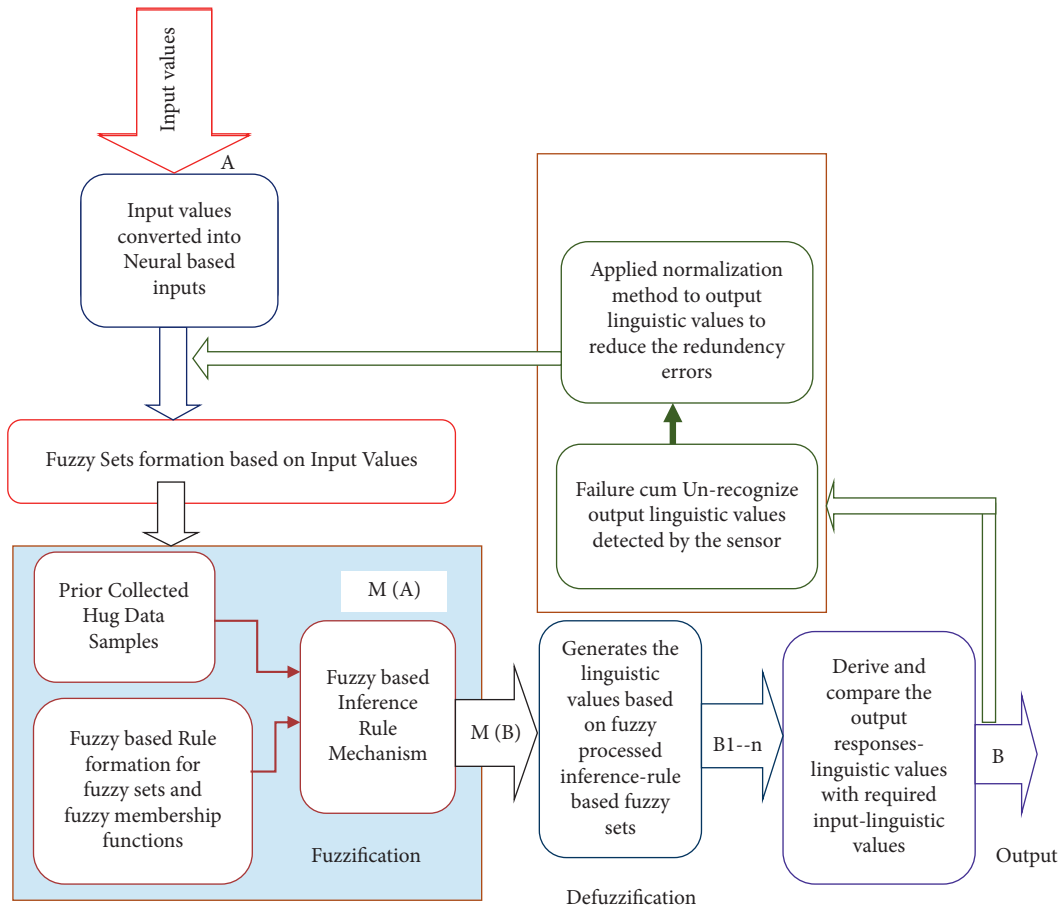 Input values
A
Input values
converted into
Neural based
inputs
Applied normalization
method to output
linguistic values to
reduce the redundency
errors
Fuzzy Sets formation based on Input Values
Failure cum Un-recognize
output linguistic values
detected by the sensor
Prior Collected
Hug Data
Samples
M (A)
Fuzzy based
Inference
Rule
Mechanism
Fuzzy based Rule
formation for
fuzzy sets and
fuzzy membership
functions
Fuzzification
M (B)
Generates the
linguistic
values based
on fuzzy
processed
inference-rule
based fuzzy
sets
Defuzzification
B1--n
Derive and
compare the
output
responses-
linguistic values
with required
input-linguistic
values
B
Output